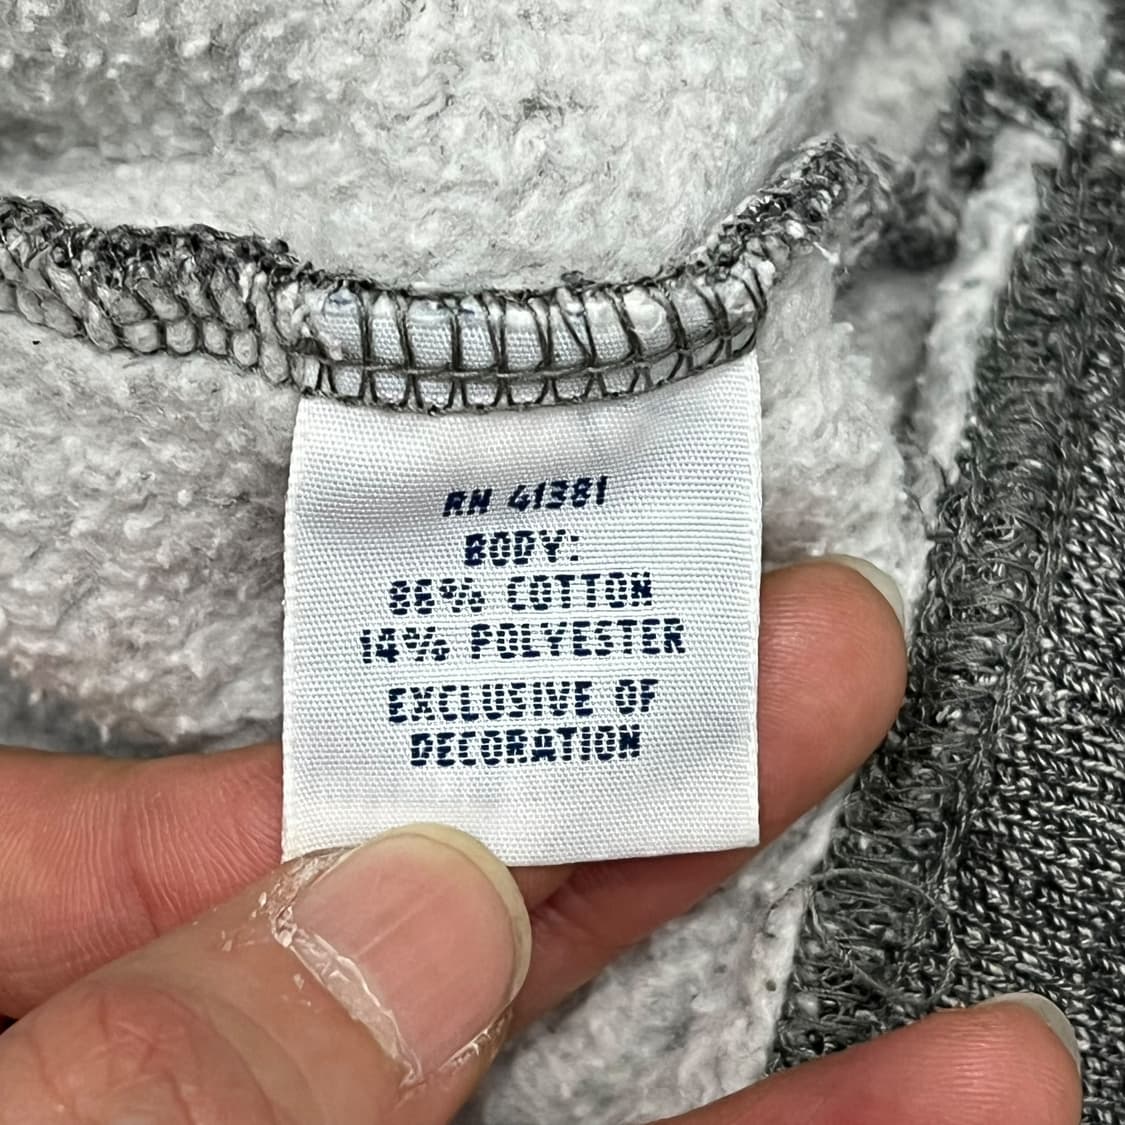 RN 41381
BODY:
86% COTTON
14% POLYESTER
EXCLUSIVE OF
DECORATION